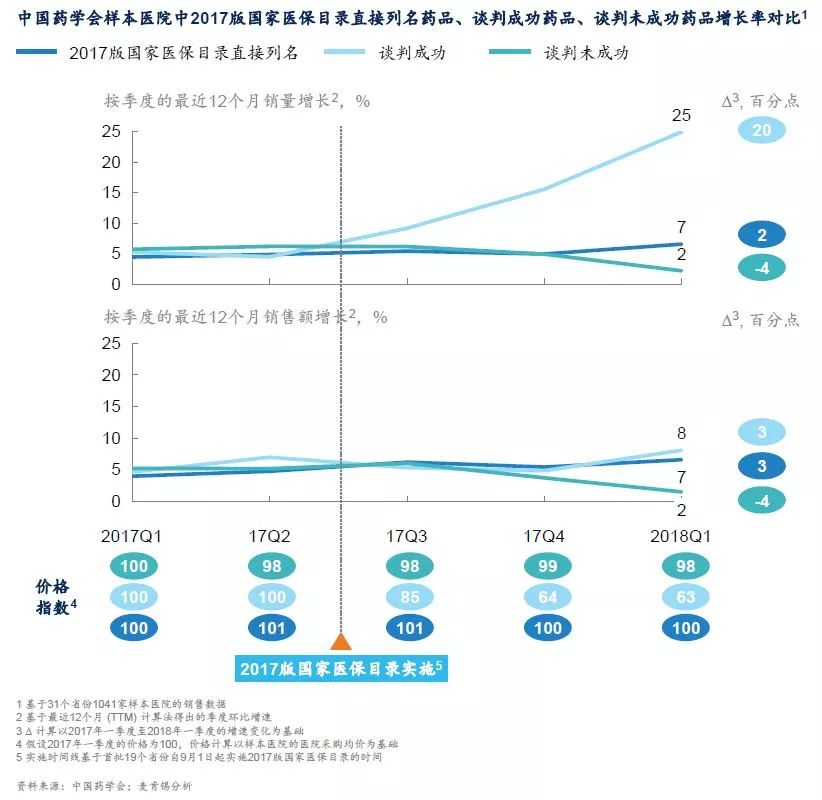 中国药学会样本医院中2017版国家医保目录直接列名药品、谈判成功药品、谈判未成功药品增长率对比1
2017版国家医保目录直接列名 谈判成功 谈判未成功
按季度的最近12个月销量增长2，% Δ3, 百分点
25
20
15
10
5
0
25
7
2
20
2
-4
按季度的最近12个月销售额增长2，% Δ3, 百分点
25
20
15
10
5
0
8
7
2
3
3
-4
2017Q1 17Q2 17Q3 17Q4 2018Q1
价格
指数4
100 98 98 99 98
100 100 85 64 63
100 101 101 100 100
2017版国家医保目录实施5
1 基于31个省份1041家样本医院的销售数据
2 基于最近12个月 (TTM) 计算法得出的季度环比增速
3 Δ 计算以2017年一季度至2018年一季度的增速变化为基础
4 假设2017年一季度的价格为100，价格计算以样本医院的医院采购均价为基础
5 实施时间线基于首批19个省份自9月1日起实施2017版国家医保目录的时间
资料来源：中国药学会；麦肯锡分析